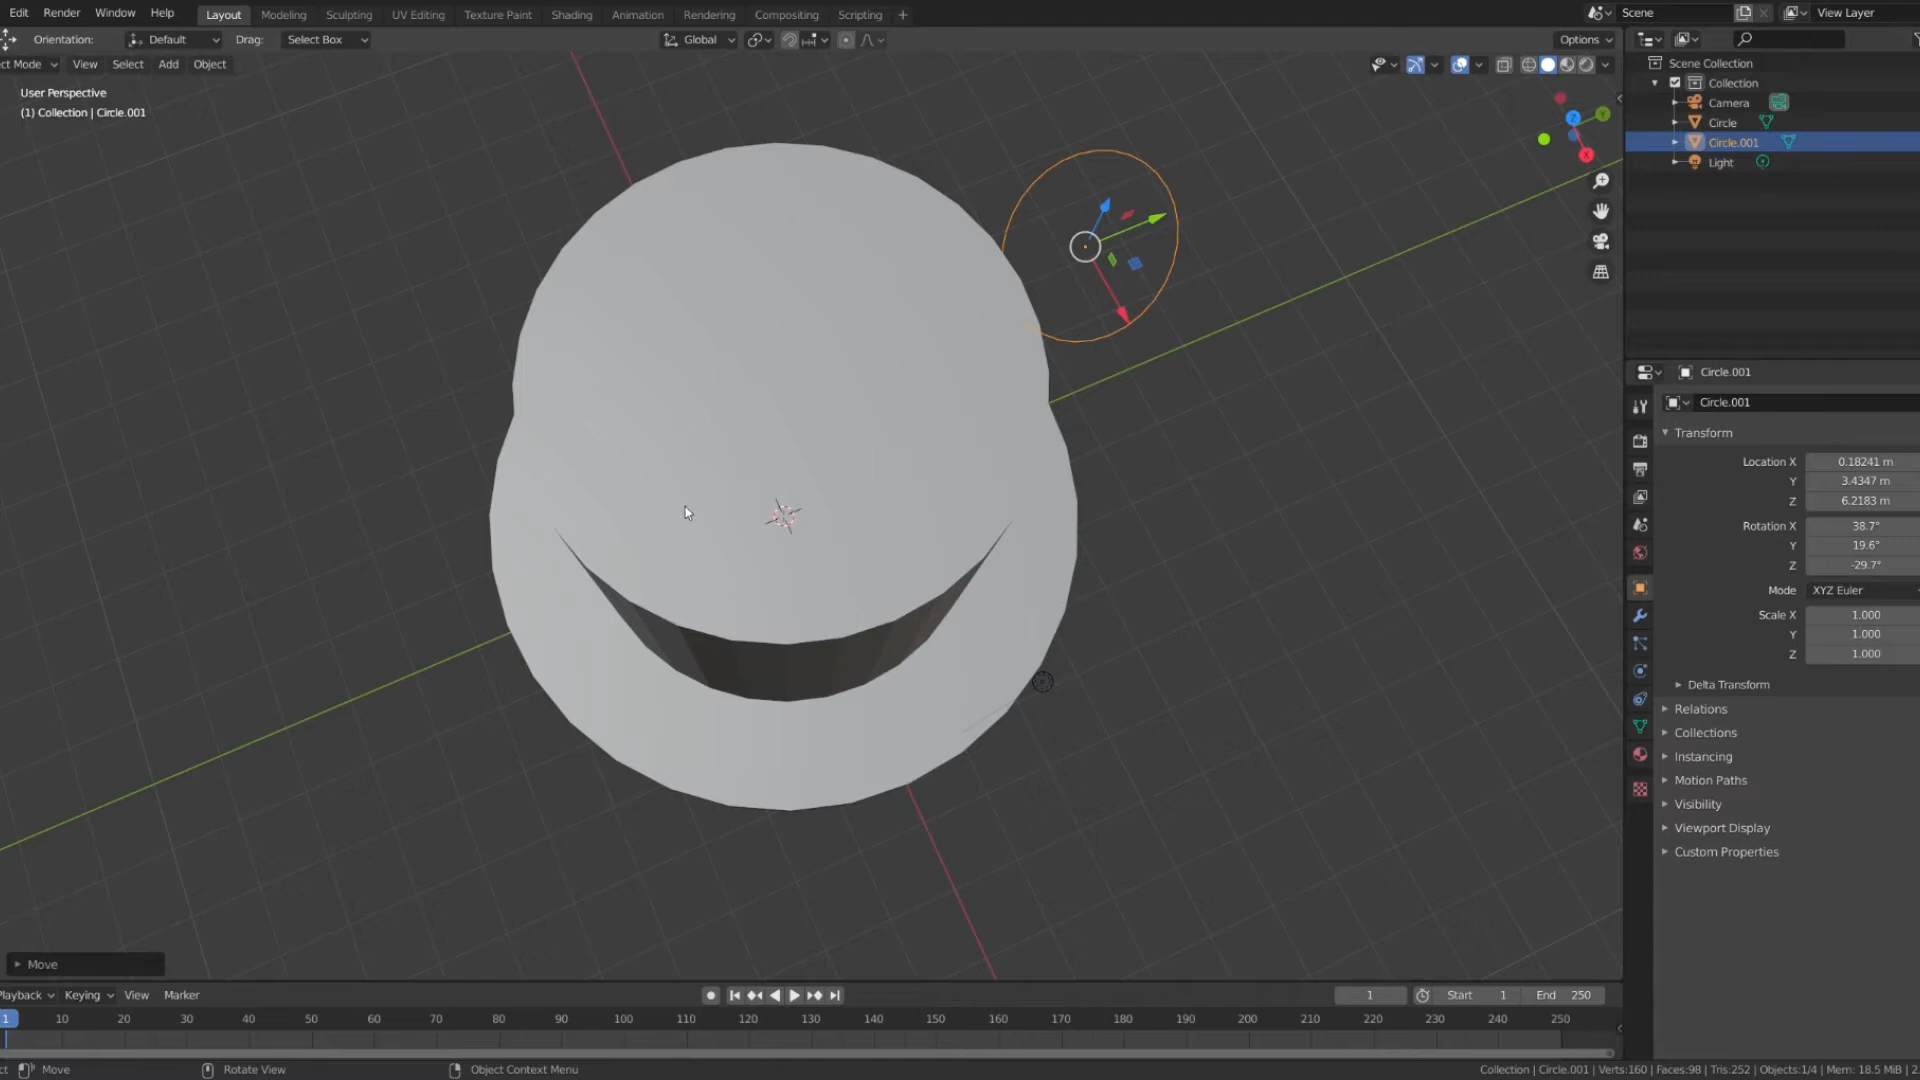 Edit Render Window Help Layout Modeling Sculpting UV Editing Texture Paint Shading Animation Rendering Compositing Scripting + Scene View Layer
Orientation: Default Drag: Select Box Global Options
ct Mode View Select Add Object
User Perspective
(1) Collection | Circle.001
Scene Collection
Collection
Camera
Circle
Circle.001
Light
Circle.001
Circle.001
Transform
Location X 0.18241 m
Y 3.4347 m
Z 6.2183 m
Rotation X 38.7°
Y 19.6°
Z -29.7°
Mode XYZ Euler
Scale X 1.000
Y 1.000
Z 1.000
Delta Transform
Relations
Collections
Instancing
Motion Paths
Visibility
Viewport Display
Custom Properties
Z
Y
X
Move
Playback Keying View Marker 1 Start 1 End 250
1 10 20 30 40 50 60 70 80 90 100 110 120 130 140 150 160 170 180 190 200 210 220 230 240 250
ct Move Rotate View Object Context Menu Collection | Circle.001 | Verts:160 | Faces:98 | Tris:252 | Objects:1/4 | Mem: 18.5 MiB | 2.